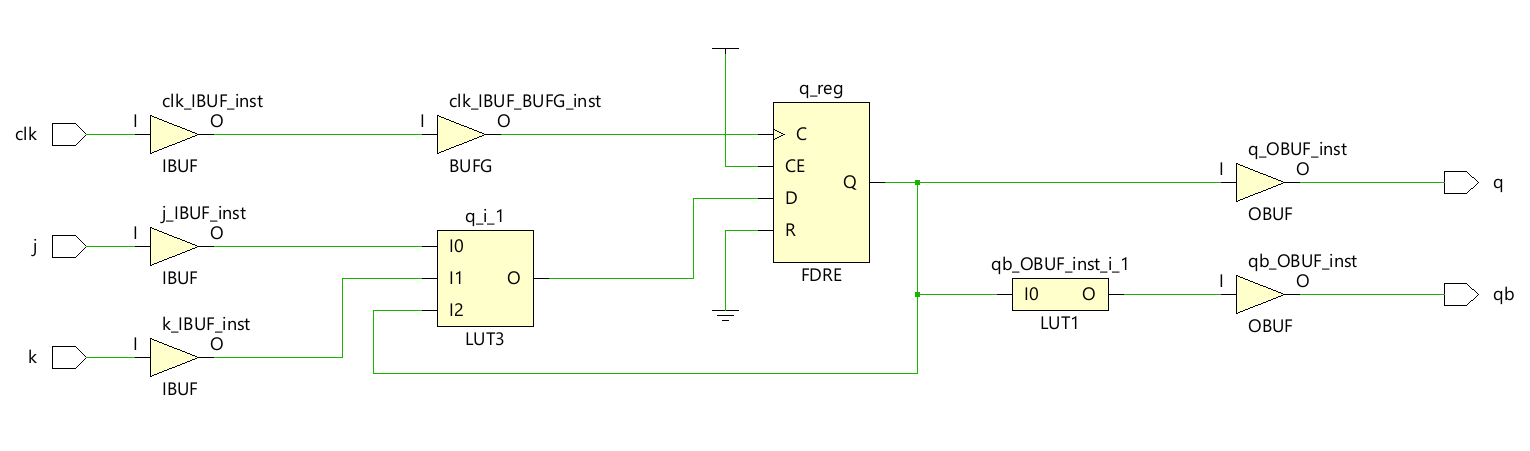 clk
I
clk_IBUF_inst
O
IBUF
I
clk_IBUF_BUFG_inst
O
BUFG
q_reg
C
CE
D
R
Q
FDRE
I
q_OBUF_inst
O
OBUF
q
j
I
j_IBUF_inst
O
IBUF
q_i_1
I0
I1
I2
O
LUT3
qb_OBUF_inst_i_1
I0
O
LUT1
I
qb_OBUF_inst
O
OBUF
qb
k
I
k_IBUF_inst
O
IBUF